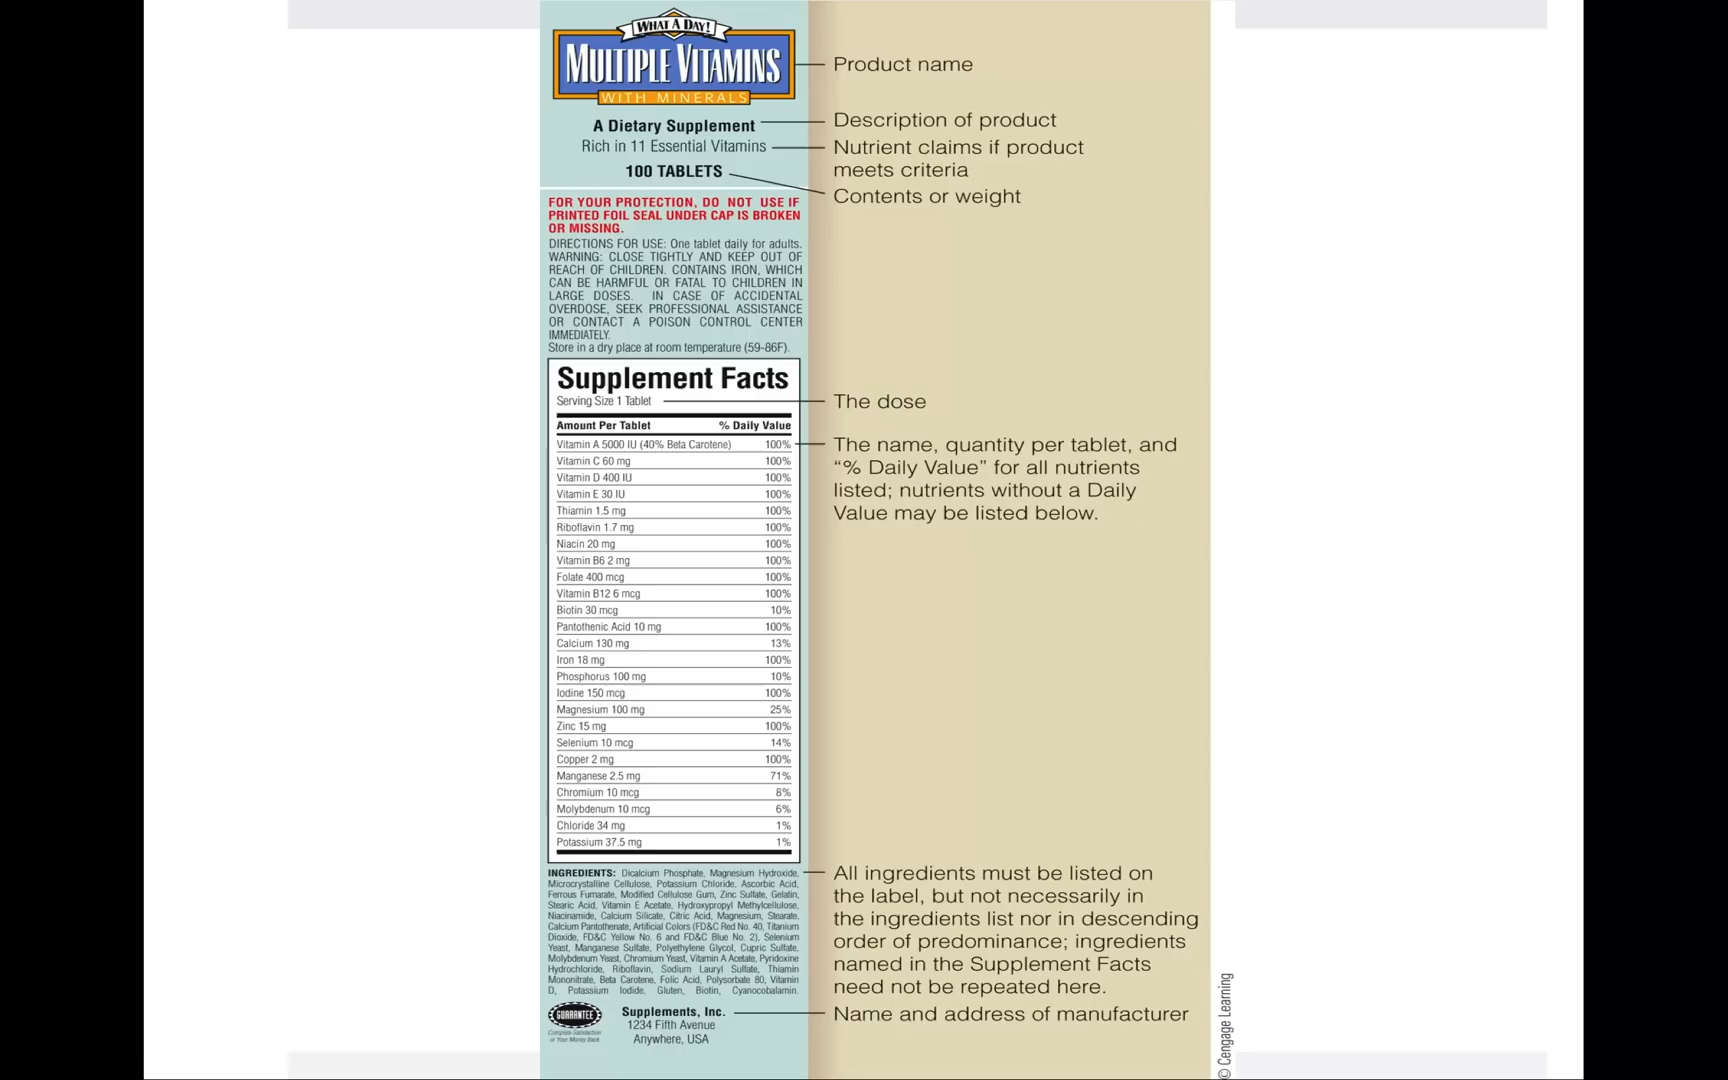 WHAT A DAY!
MULTIPLE VITAMINS
WITH MINERALS
A Dietary Supplement
Rich in 11 Essential Vitamins
100 TABLETS
FOR YOUR PROTECTION, DO NOT USE IF
PRINTED FOIL SEAL UNDER CAP IS BROKEN
OR MISSING.
DIRECTIONS FOR USE: One tablet daily for adults.
WARNING: CLOSE TIGHTLY AND KEEP OUT OF
REACH OF CHILDREN. CONTAINS IRON, WHICH
CAN BE HARMFUL OR FATAL TO CHILDREN IN
LARGE DOSES. IN CASE OF ACCIDENTAL
OVERDOSE, SEEK PROFESSIONAL ASSISTANCE
OR CONTACT A POISON CONTROL CENTER
IMMEDIATELY.
Store in a dry place at room temperature (59-86F).
Supplement Facts
Serving Size 1 Tablet
Amount Per Tablet % Daily Value
Vitamin A 5000 IU (40% Beta Carotene) 100%
Vitamin C 60 mg 100%
Vitamin D 400 IU 100%
Vitamin E 30 IU 100%
Thiamin 1.5 mg 100%
Riboflavin 1.7 mg 100%
Niacin 20 mg 100%
Vitamin B6 2 mg 100%
Folate 400 mcg 100%
Vitamin B12 6 mcg 100%
Biotin 30 mcg 10%
Pantothenic Acid 10 mg 100%
Calcium 130 mg 13%
Iron 18 mg 100%
Phosphorus 100 mg 10%
Iodine 150 mcg 100%
Magnesium 100 mg 25%
Zinc 15 mg 100%
Selenium 10 mcg 14%
Copper 2 mg 100%
Manganese 2.5 mg 71%
Chromium 10 mcg 8%
Molybdenum 10 mcg 6%
Chloride 34 mg 1%
Potassium 37.5 mg 1%
INGREDIENTS: Dicalcium Phosphate, Magnesium Hydroxide,
Microcrystalline Cellulose, Potassium Chloride, Ascorbic Acid,
Ferrous Fumarate, Modified Cellulose Gum, Zinc Sulfate, Gelatin,
Stearic Acid, Vitamin E Acetate, Hydroxypropyl Methylcellulose,
Niacinamide, Calcium Silicate, Citric Acid, Magnesium, Stearate,
Calcium Pantothenate, Artificial Colors (FD&C Red No. 40, Titanium
Dioxide, FD&C Yellow No. 6 and FD&C Blue No. 2), Selenium
Yeast, Manganese Sulfate, Polyethylene Glycol, Cupric Sulfate,
Molybdenum Yeast, Chromium Yeast, Vitamin A Acetate, Pyridoxine
Hydrochloride, Riboflavin, Sodium Lauryl Sulfate, Thiamin
Mononitrate, Beta Carotene, Folic Acid, Polysorbate 80, Vitamin
D, Potassium Iodide, Gluten, Biotin, Cyanocobalamin.
GUARANTEE
Complete Satisfaction
or Your Money Back
Supplements, Inc.
1234 Fifth Avenue
Anywhere, USA
Product name
Description of product
Nutrient claims if product
meets criteria
Contents or weight
The dose
The name, quantity per tablet, and
“% Daily Value” for all nutrients
listed; nutrients without a Daily
Value may be listed below.
All ingredients must be listed on
the label, but not necessarily in
the ingredients list nor in descending
order of predominance; ingredients
named in the Supplement Facts
need not be repeated here.
Name and address of manufacturer
© Cengage Learning